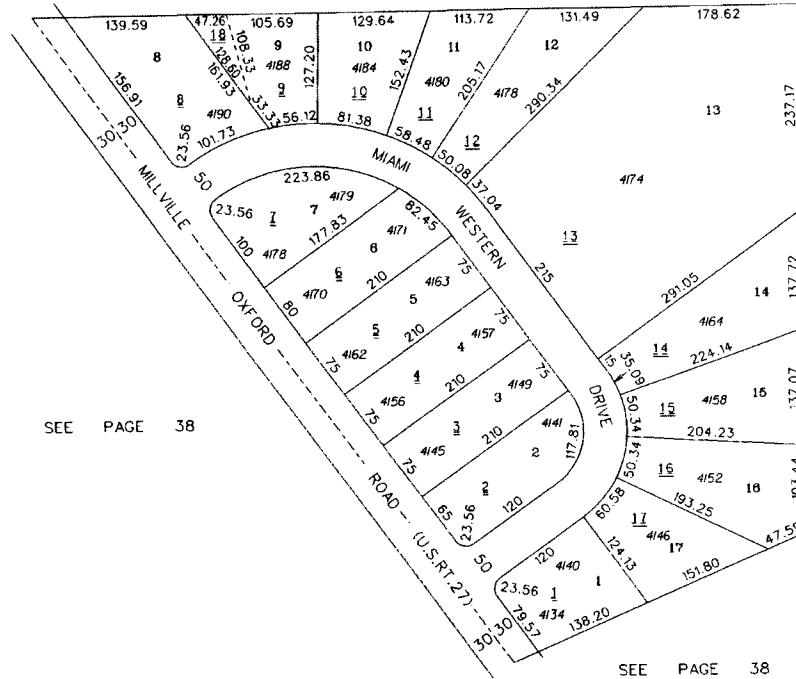 139.59 47.26 105.69 129.64 113.72 131.49 178.62
18
8 108.33 9 10 11 12
128.60 4188 127.20 4184 152.43 4180 205.17 4178 290.34 13
156.91 161.93 9 10 237.17
8 33.33 11
4190 56.12 81.38 58.48 12
23.56 101.73 50.08
30 30 50 MIAMI 37.04 4174
MILLVILLE 223.86
23.56 7 7 4179 82.45 WESTERN
177.83 4171 13
100 4178 6 6 75 215
4170 210 4163 291.05 137.72
80 5 14
OXFORD 5 210 4157 75 4164
4162 4 15 35.09 14 224.14
75 4 210 4149 75
4156 3 DRIVE 50.34 15 4158 15 137.07
SEE PAGE 38
75 3 4141 204.23
4145 210 2 117.81 50.34 16 4152 16
75 2 193.25
ROAD 65 120 60.58 17 47.59
23.56 4146
(U.S.RT.27) 50 120 4140 124.13 17
23.56 1 1 151.80
79.57 4134 138.20
30 30
SEE PAGE 38